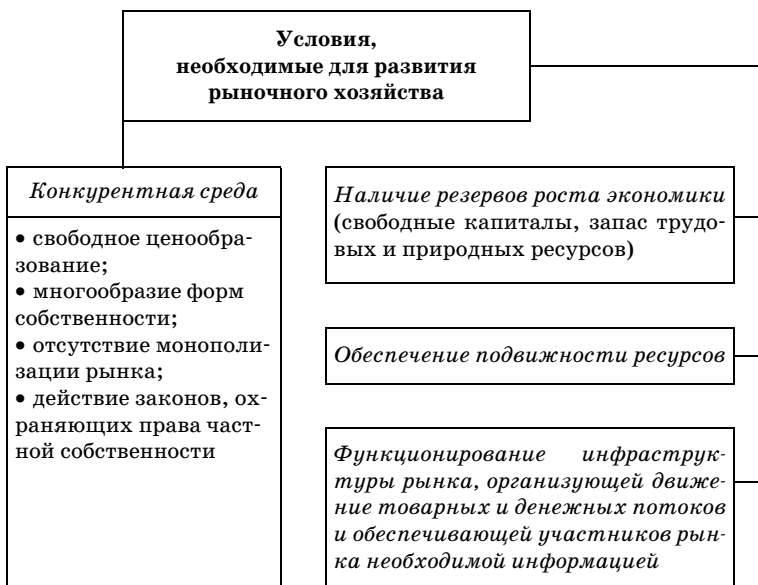 Условия,
необходимые для развития
рыночного хозяйства
Конкурентная среда
• свободное ценообра-
зование;
• многообразие форм
собственности;
• отсутствие монополи-
зации рынка;
• действие законов, ох-
раняющих права част-
ной собственности
Наличие резервов роста экономики
(свободные капиталы, запас трудо-
вых и природных ресурсов)
Обеспечение подвижности ресурсов
Функционирование инфраструк-
туры рынка, организующей движе-
ние товарных и денежных потоков
и обеспечивающей участников рын-
ка необходимой информацией